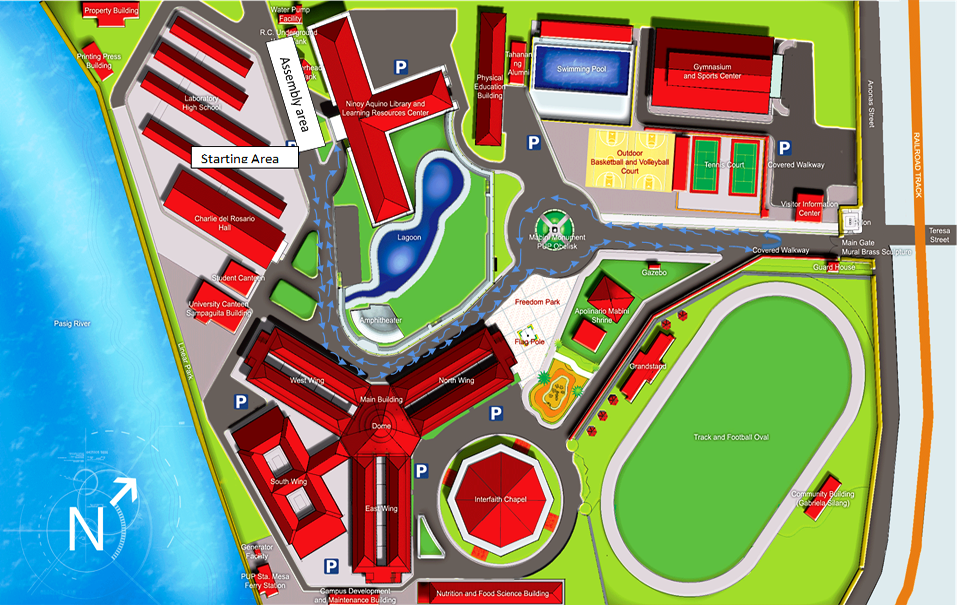 Property Building
Water Pump
Facility
R.C. Underground
Printing Press
Building
Assembly area
Laboratory
High School
Starting Area
Ninoy Aquino Library and
Learning Resources Center
P
Physical
Education
Building
Tahanan
ng
Alumni
Swimming Pool
Gymnasium
and Sports Center
Anonas Street
RAILROAD TRACK
P
Outdoor
Basketball and Volleyball
Court
Tennis Court
P
Covered Walkway
Visitor Information
Center
Teresa
Street
Main Gate
Mural Brass Sculpture
Guard House
Covered Walkway
Mabini Monument
PUP Obelisk
Charlie del Rosario
Hall
Lagoon
Student Canteen
University Canteen
Sampaguita Building
Amphitheater
Gazebo
Freedom Park
Apolinario Mabini
Shrine
Flag Pole
Pasig River
Linear Park
Grandstand
West Wing
North Wing
Main Building
Dome
P
P
Track and Football Oval
South Wing
East Wing
P
Interfaith Chapel
Community Building
(Gabriela Silang)
N
Generator
Facility
PUP Sta. Mesa
Ferry Station
P
Campus Development
and Maintenance Building
Nutrition and Food Science Building